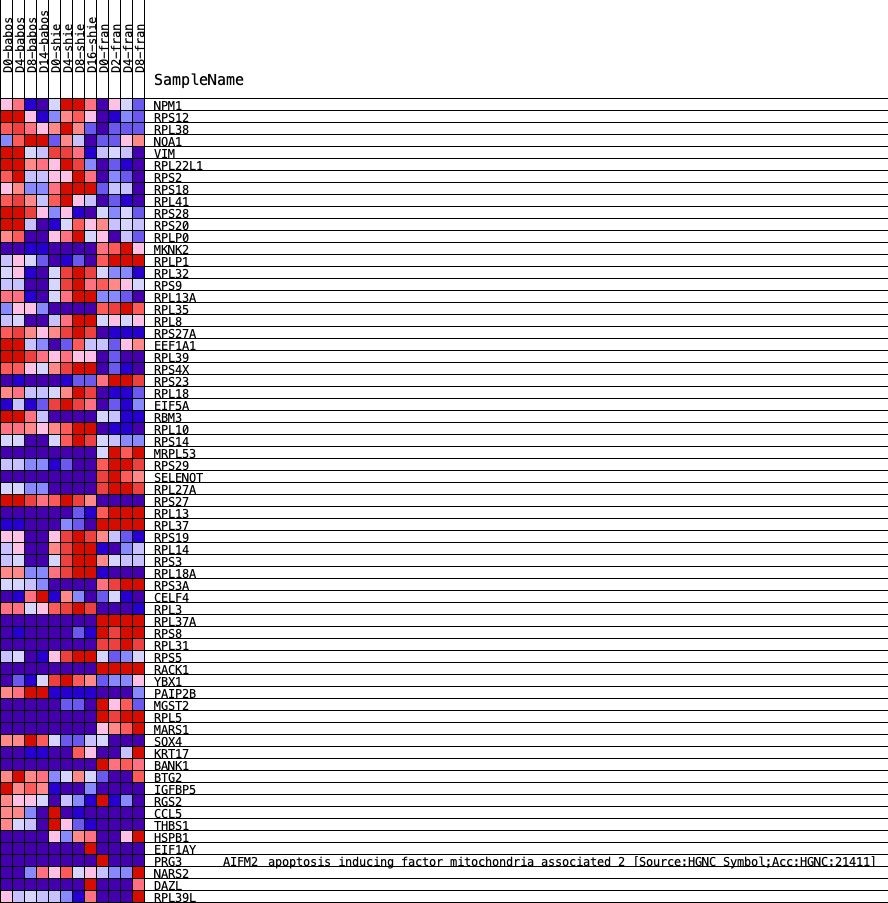 D0-babos
D4-babos
D8-babos
D14-babos
D0-shie
D4-shie
D8-shie
D16-shie
D0-fran
D2-fran
D4-fran
D8-fran
SampleName
NPM1
RPS12
RPL38
NOA1
VIM
RPL22L1
RPS2
RPS18
RPL41
RPS28
RPS20
RPLP0
MKNK2
RPLP1
RPL32
RPS9
RPL13A
RPL35
RPL8
RPS27A
EEF1A1
RPL39
RPS4X
RPS23
RPL18
EIF5A
RBM3
RPL10
RPS14
MRPL53
RPS29
SELENOT
RPL27A
RPS27
RPL13
RPL37
RPS19
RPL14
RPS3
RPL18A
RPS3A
CELF4
RPL3
RPL37A
RPS8
RPL31
RPS5
RACK1
YBX1
PAIP2B
MGST2
RPL5
MARS1
SOX4
KRT17
BANK1
BTG2
IGFBP5
RGS2
CCL5
THBS1
HSPB1
EIF1AY
PRG3 AIFM2 apoptosis inducing factor mitochondria associated 2 [Source:HGNC Symbol;Acc:HGNC:21411]
NARS2
DAZL
RPL39L